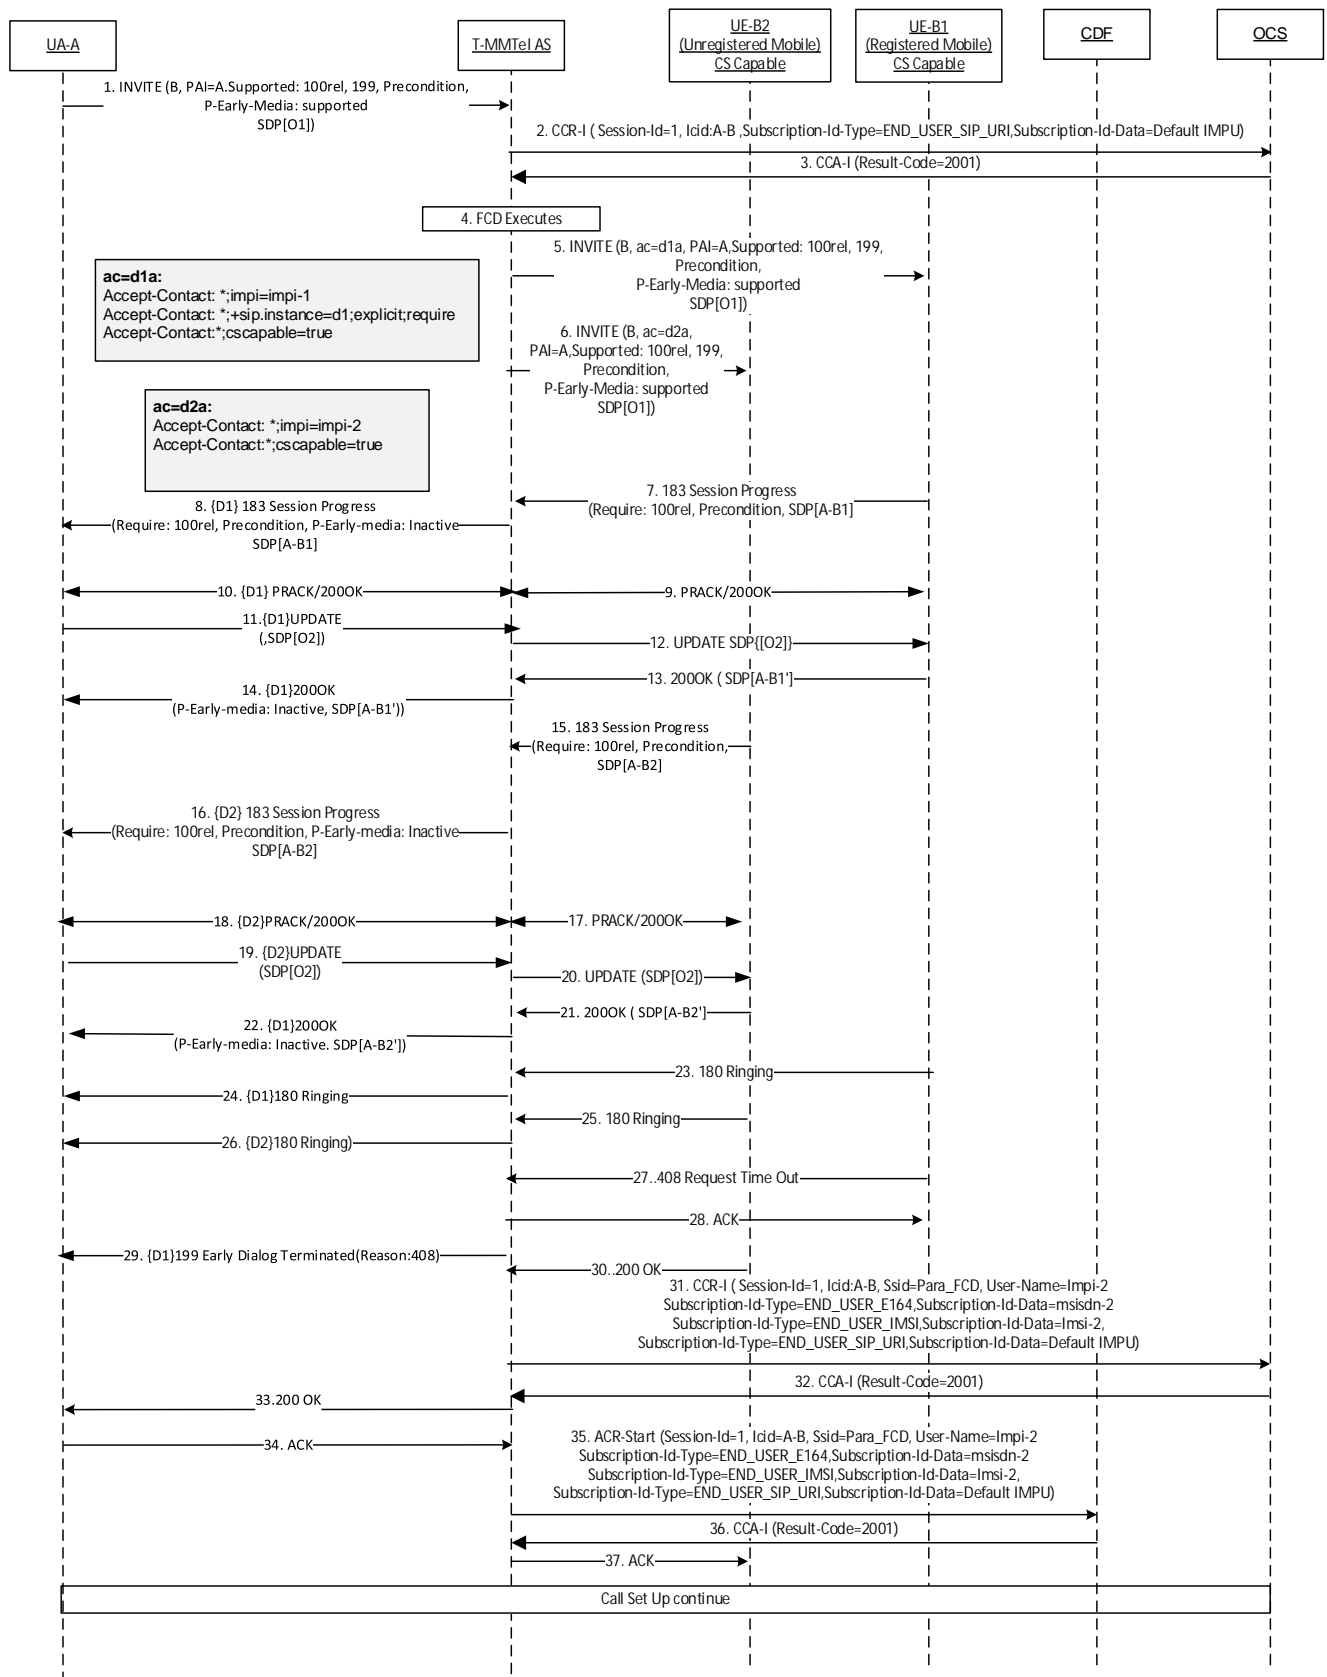 UA-A
T-MMTel AS
UE-B2
(Unregistered Mobile)
CS Capable
UE-B1
(Registered Mobile)
CS Capable
CDF
OCS
1. INVITE (B, PAI=A.Supported: 100rel, 199, Precondition,
P-Early-Media: supported
SDP[O1])
2. CCR-I ( Session-Id=1, Icid:A-B ,Subscription-Id-Type=END_USER_SIP_URI,Subscription-Id-Data=Default IMPU)
3. CCA-I (Result-Code=2001)
4. FCD Executes
5. INVITE (B, ac=d1a, PAI=A,Supported: 100rel, 199,
Precondition,
P-Early-Media: supported
SDP[O1])
ac=d1a:
Accept-Contact: *;impi=impi-1
Accept-Contact: *;+sip.instance=d1;explicit;require
Accept-Contact:*;cscapable=true
6. INVITE (B, ac=d2a,
PAI=A,Supported: 100rel, 199,
Precondition,
P-Early-Media: supported
SDP[O1])
ac=d2a:
Accept-Contact: *;impi=impi-2
Accept-Contact:*;cscapable=true
7. 183 Session Progress
(Require: 100rel, Precondition, SDP[A-B1]
8. {D1} 183 Session Progress
(Require: 100rel, Precondition, P-Early-media: Inactive
SDP[A-B1]
10. {D1} PRACK/200OK
9. PRACK/200OK
11.{D1}UPDATE
(,SDP[O2])
12. UPDATE SDP{[O2]}
13. 200OK ( SDP[A-B1']
14. {D1}200OK
(P-Early-media: Inactive, SDP[A-B1'))
15. 183 Session Progress
(Require: 100rel, Precondition,
SDP[A-B2]
16. {D2} 183 Session Progress
(Require: 100rel, Precondition, P-Early-media: Inactive
SDP[A-B2]
18. {D2}PRACK/200OK
17. PRACK/200OK
19. {D2}UPDATE
(SDP[O2])
20. UPDATE (SDP[O2])
21. 200OK ( SDP[A-B2']
22. {D1}200OK
(P-Early-media: Inactive. SDP[A-B2'])
23. 180 Ringing
24. {D1}180 Ringing
25. 180 Ringing
26. {D2}180 Ringing)
27..408 Request Time Out
28. ACK
29. {D1}199 Early Dialog Terminated(Reason:408)
30..200 OK
31. CCR-I ( Session-Id=1, Icid:A-B, Ssid=Para_FCD, User-Name=Impi-2
Subscription-Id-Type=END_USER_E164,Subscription-Id-Data=msisdn-2
Subscription-Id-Type=END_USER_IMSI,Subscription-Id-Data=Imsi-2,
Subscription-Id-Type=END_USER_SIP_URI,Subscription-Id-Data=Default IMPU)
32. CCA-I (Result-Code=2001)
33.200 OK
34. ACK
35. ACR-Start (Session-Id=1, Icid=A-B, Ssid=Para_FCD, User-Name=Impi-2
Subscription-Id-Type=END_USER_E164,Subscription-Id-Data=msisdn-2
Subscription-Id-Type=END_USER_IMSI,Subscription-Id-Data=Imsi-2,
Subscription-Id-Type=END_USER_SIP_URI,Subscription-Id-Data=Default IMPU)
36. CCA-I (Result-Code=2001)
37. ACK
Call Set Up continue